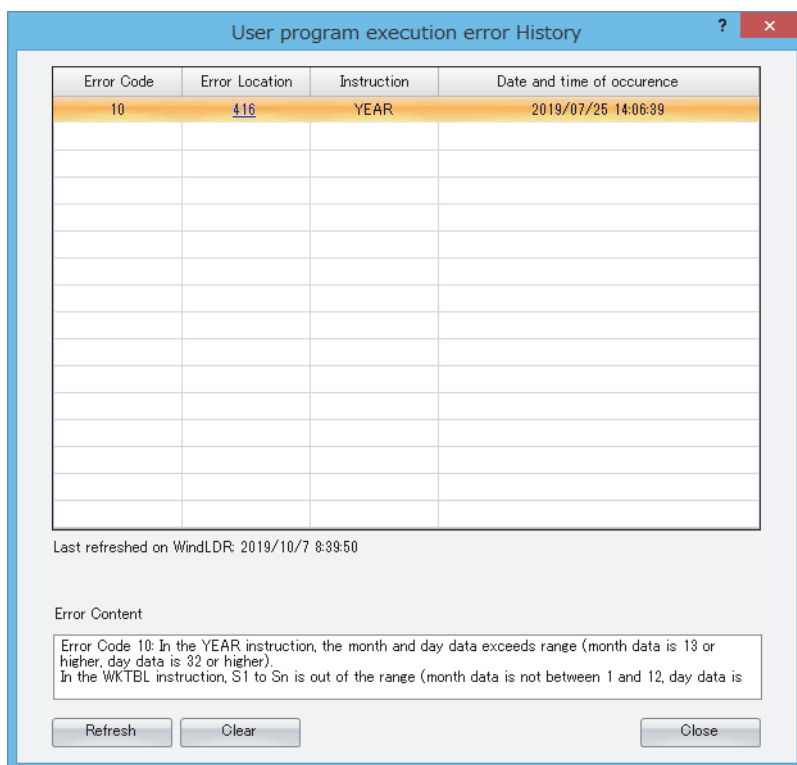 User program execution error History
?
×
Error Code Error Location Instruction Date and time of occurence
10 416 YEAR 2019/07/25 14:06:39
Last refreshed on WindLDR: 2019/10/7 8:39:50
Error Content
Error Code 10: In the YEAR instruction, the month and day data exceeds range (month data is 13 or
higher, day data is 32 or higher).
In the WKTBL instruction, S1 to Sn is out of the range (month data is not between 1 and 12, day data is
Refresh Clear Close